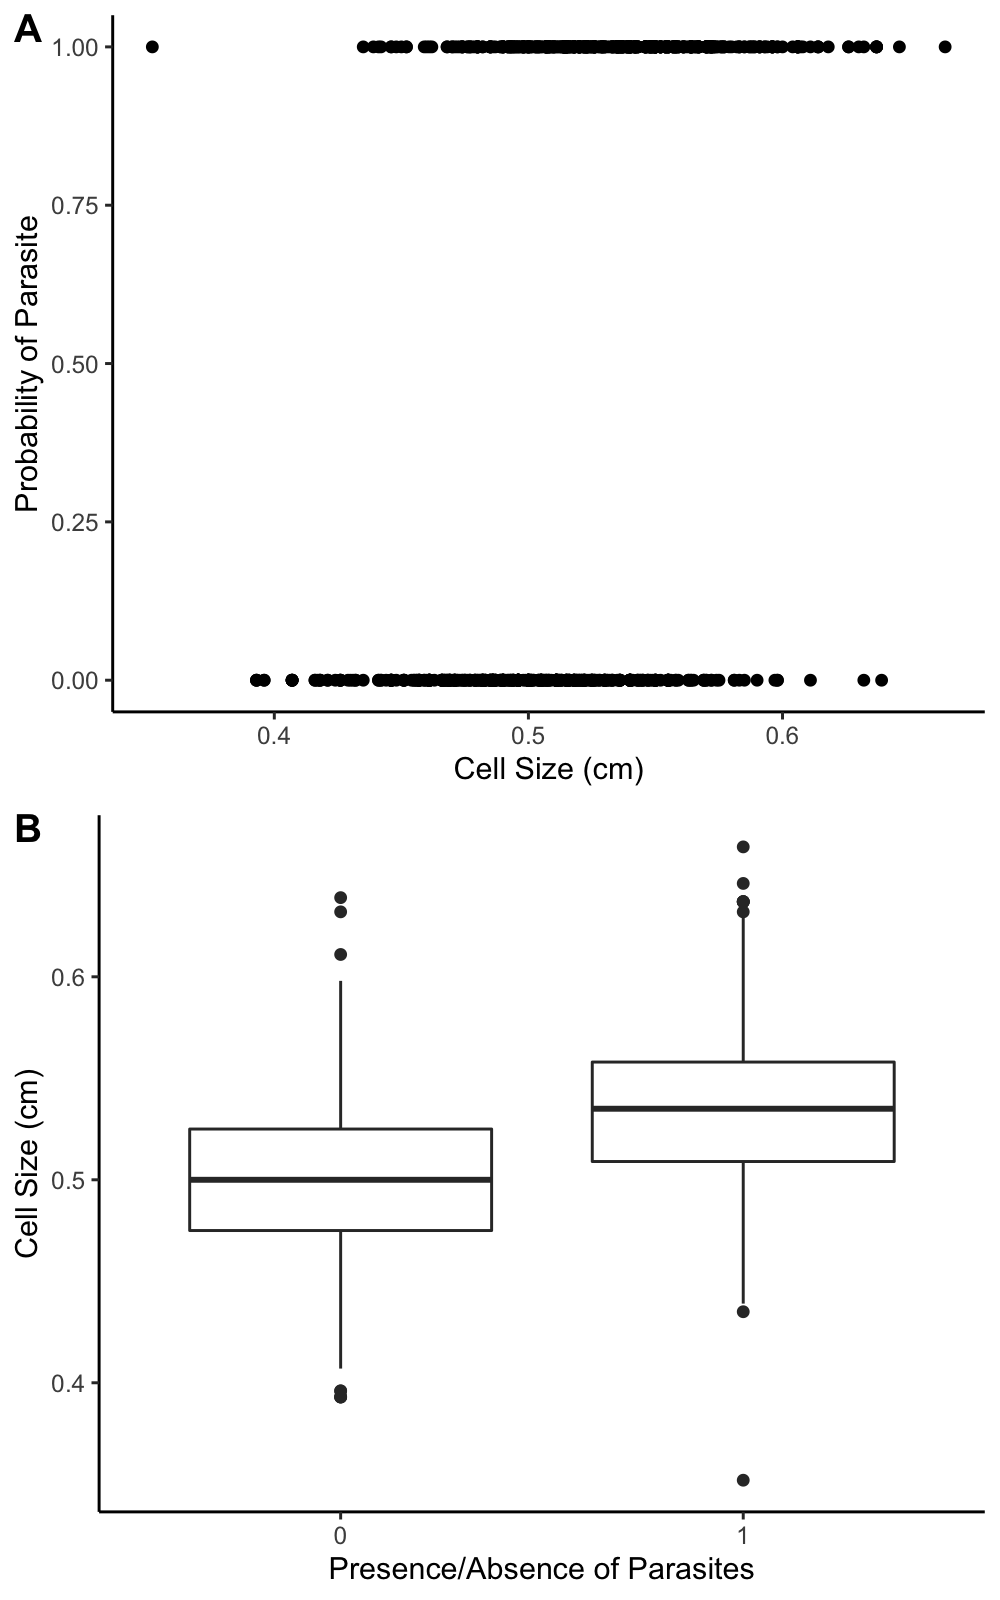 A
1.00
0.75
0.50
0.25
0.00
Probability of Parasite
0.4 0.5 0.6
Cell Size (cm)
B
0.6
0.5
0.4
Cell Size (cm)
0 1
Presence/Absence of Parasites